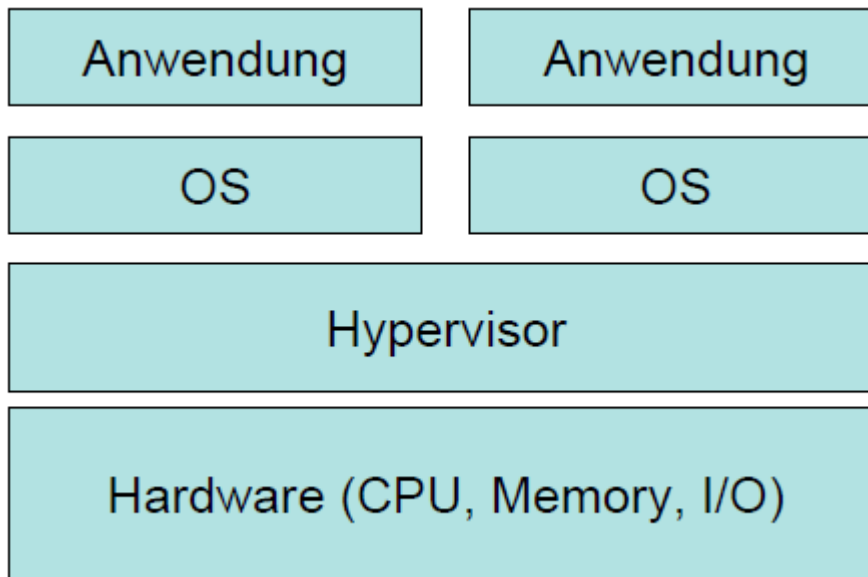 Anwendung Anwendung
OS OS
Hypervisor
Hardware (CPU, Memory, I/O)